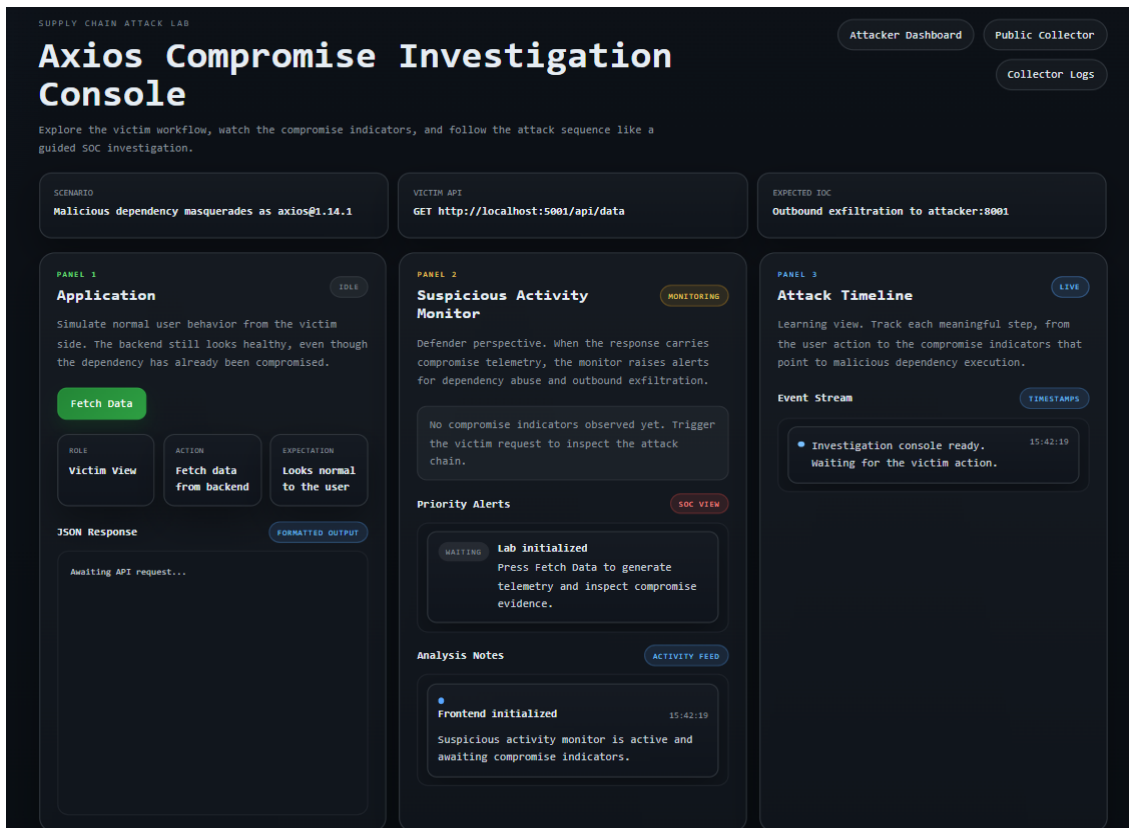 SUPPLY CHAIN ATTACK LAB
Axios Compromise Investigation
Console
Explore the victim workflow, watch the compromise indicators, and follow the attack sequence like a
guided SOC investigation.
Attacker Dashboard
Public Collector
Collector Logs
SCENARIO
Malicious dependency masquerades as axios@1.14.1
VICTIM API
GET http://localhost:5001/api/data
EXPECTED IOC
Outbound exfiltration to attacker:8001
PANEL 1
Application
IDLE
Simulate normal user behavior from the victim
side. The backend still looks healthy, even though
the dependency has already been compromised.
Fetch Data
ROLE
Victim View
ACTION
Fetch data
from backend
EXPECTATION
Looks normal
to the user
JSON Response
FORMATTED OUTPUT
Awaiting API request...
PANEL 2
Suspicious Activity
Monitor
MONITORING
Defender perspective. When the response carries
compromise telemetry, the monitor raises alerts
for dependency abuse and outbound exfiltration.
No compromise indicators observed yet. Trigger
the victim request to inspect the attack
chain.
Priority Alerts
SOC VIEW
WAITING
Lab initialized
Press Fetch Data to generate
telemetry and inspect compromise
evidence.
Analysis Notes
ACTIVITY FEED
Frontend initialized
15:42:19
Suspicious activity monitor is active and
awaiting compromise indicators.
PANEL 3
Attack Timeline
LIVE
Learning view. Track each meaningful step, from
the user action to the compromise indicators that
point to malicious dependency execution.
Event Stream
TIMESTAMPS
Investigation console ready.
Waiting for the victim action.
15:42:19